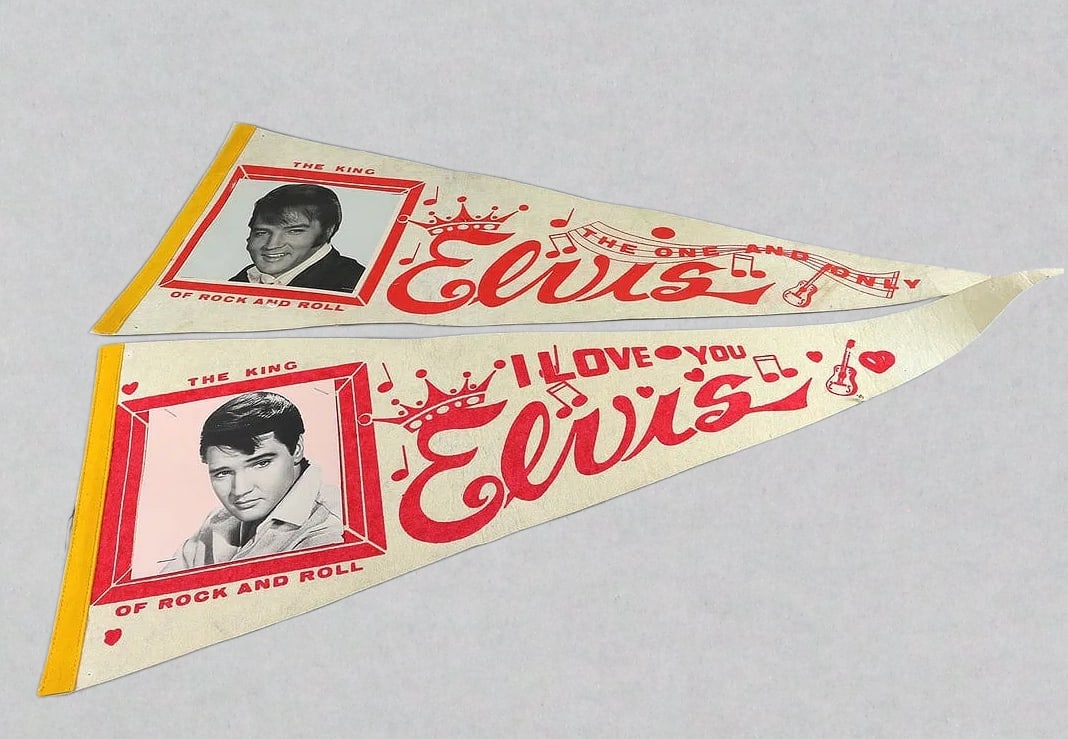 THE KING
OF ROCK AND ROLL
Elvis
THE ONE AND ONLY
THE KING
OF ROCK AND ROLL
I LOVE YOU
Elvis